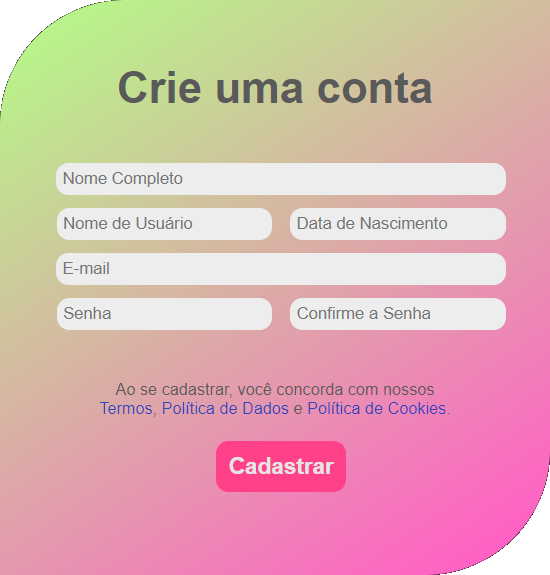 Crie uma conta
Nome Completo
Nome de Usuário
Data de Nascimento
E-mail
Senha
Confirme a Senha
Ao se cadastrar, você concorda com nossos
Termos, Política de Dados e Política de Cookies.
Cadastrar